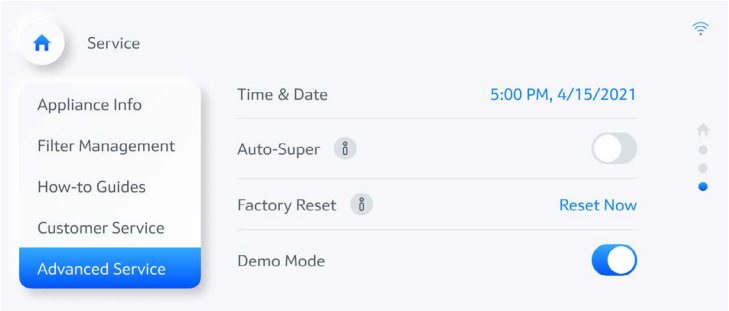 Service
Appliance Info
Filter Management
How-to Guides
Customer Service
Advanced Service
Time & Date 5:00 PM, 4/15/2021
Auto-Super
Factory Reset Reset Now
Demo Mode